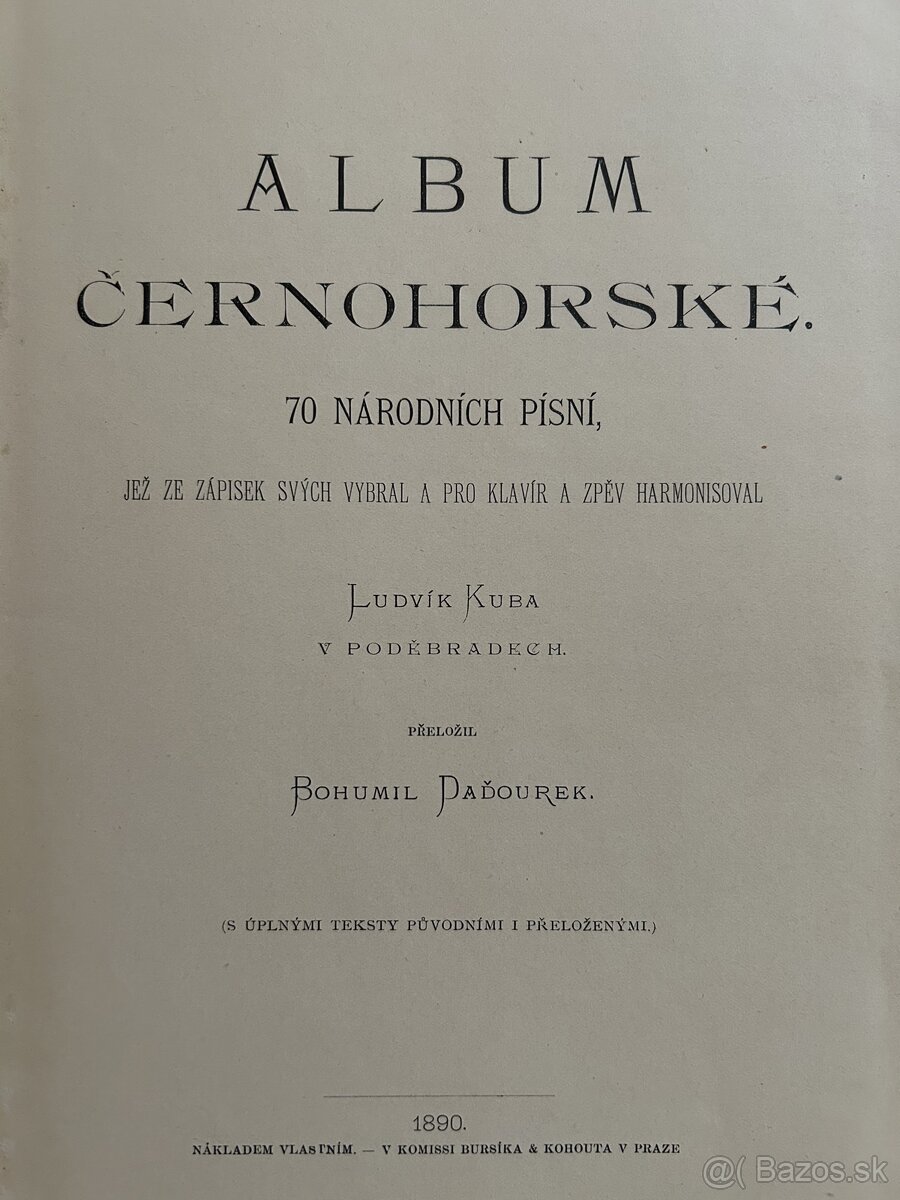 ALBUM
ČERNOHORSKÉ.
70 NÁRODNÍCH PÍSNÍ,
JEŽ ZE ZÁPISEK SVÝCH VYBRAL A PRO KLAVÍR A ZPĚV HARMONISOVAL
LUDVÍK KUBA
V PODĚBRADECH.
PŘELOŽIL
BOHUMIL DAĎOUREK.
(S ÚPLNÝMI TEKSTY PŮVODNÍMI I PŘELOŽENÝMI.)
1890.
NÁKLADEM VLASTNÍM. — V KOMISSI BURSÍKA & KOHOUTA V PRAZE
@( Bazos.sk